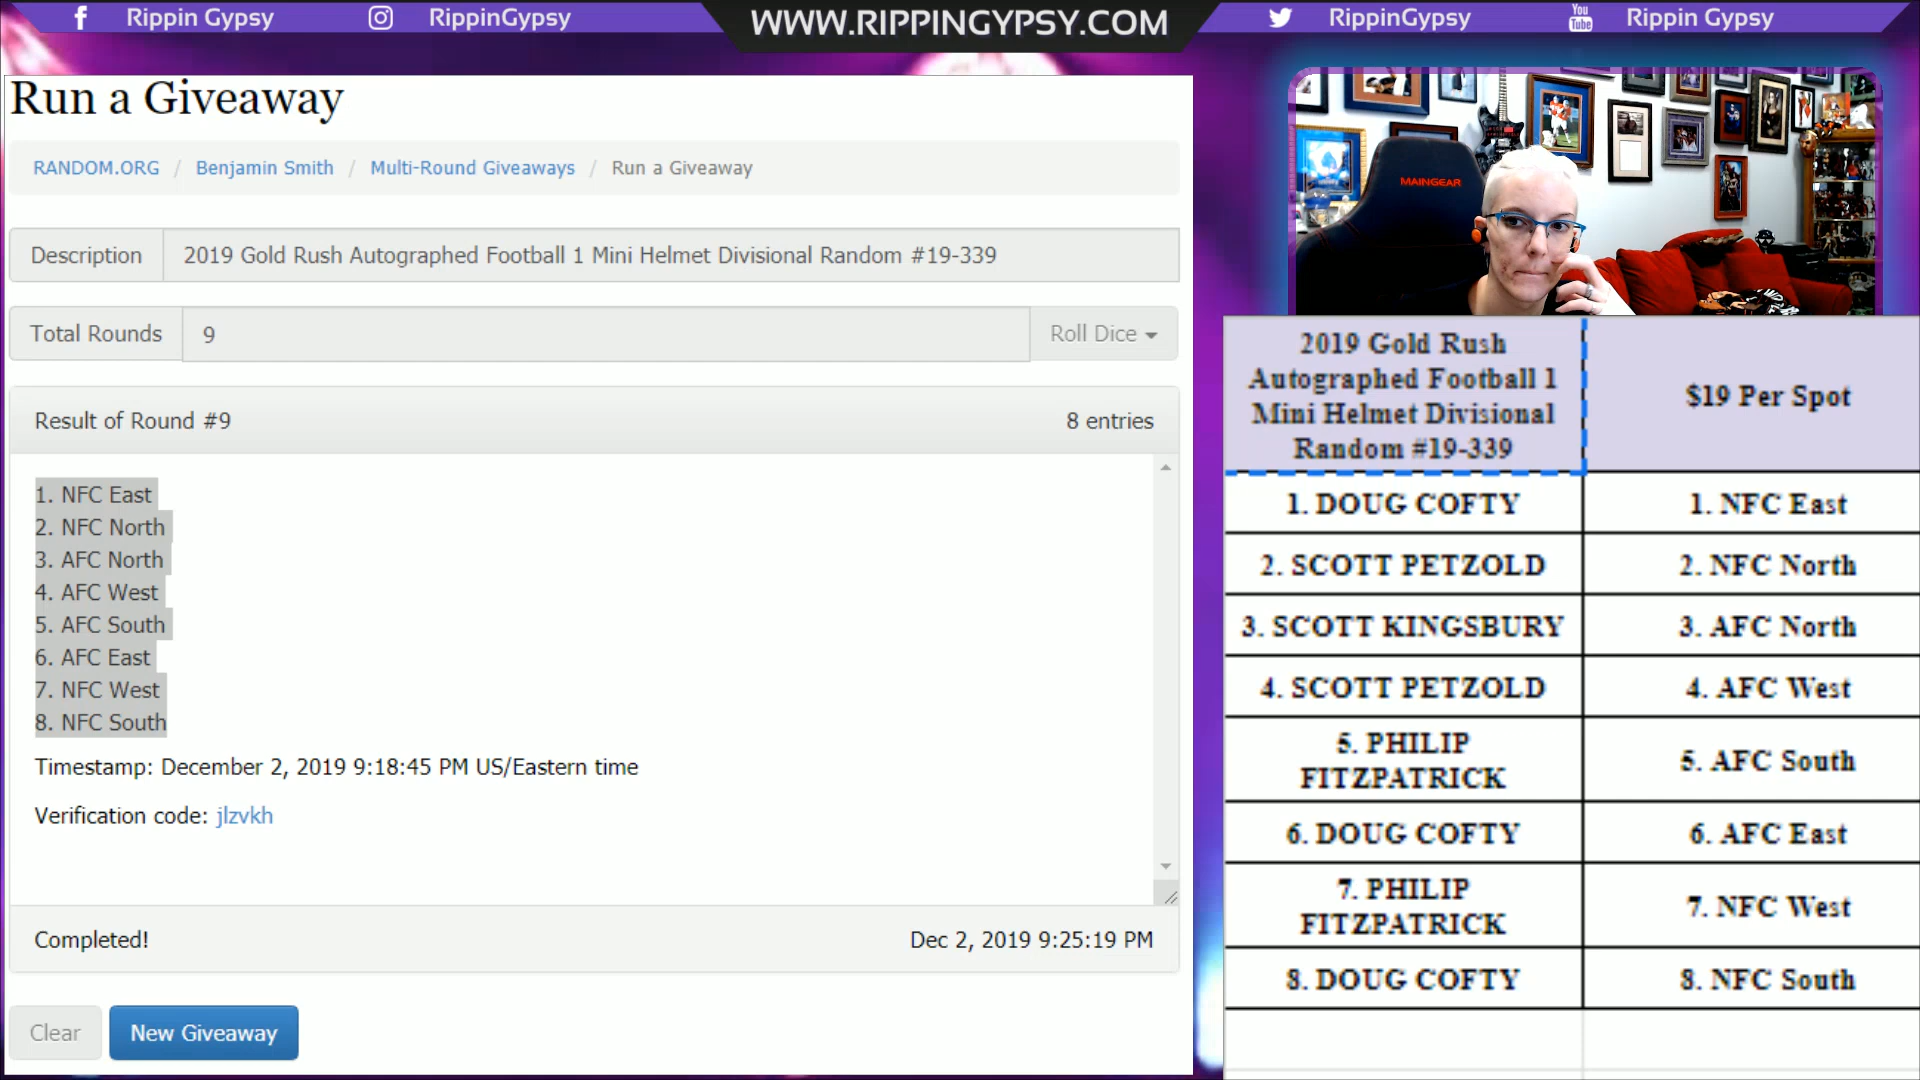 Rippin Gypsy
RippinGypsy
WWW.RIPPINGYPSY.COM
RippinGypsy
You Tube
Rippin Gypsy
Run a Giveaway
RANDOM.ORG / Benjamin Smith / Multi-Round Giveaways / Run a Giveaway
Description 2019 Gold Rush Autographed Football 1 Mini Helmet Divisional Random #19-339
Total Rounds 9 Roll Dice
Result of Round #9 8 entries
1. NFC East
2. NFC North
3. AFC North
4. AFC West
5. AFC South
6. AFC East
7. NFC West
8. NFC South
Timestamp: December 2, 2019 9:18:45 PM US/Eastern time
Verification code: jlzvkh
Completed! Dec 2, 2019 9:25:19 PM
Clear New Giveaway
MAINGEAR
2019 Gold Rush
Autographed Football 1
Mini Helmet Divisional
Random #19-339
$19 Per Spot
1. DOUG COFTY 1. NFC East
2. SCOTT PETZOLD 2. NFC North
3. SCOTT KINGSBURY 3. AFC North
4. SCOTT PETZOLD 4. AFC West
5. PHILIP
FITZPATRICK 5. AFC South
6. DOUG COFTY 6. AFC East
7. PHILIP
FITZPATRICK 7. NFC West
8. DOUG COFTY 8. NFC South